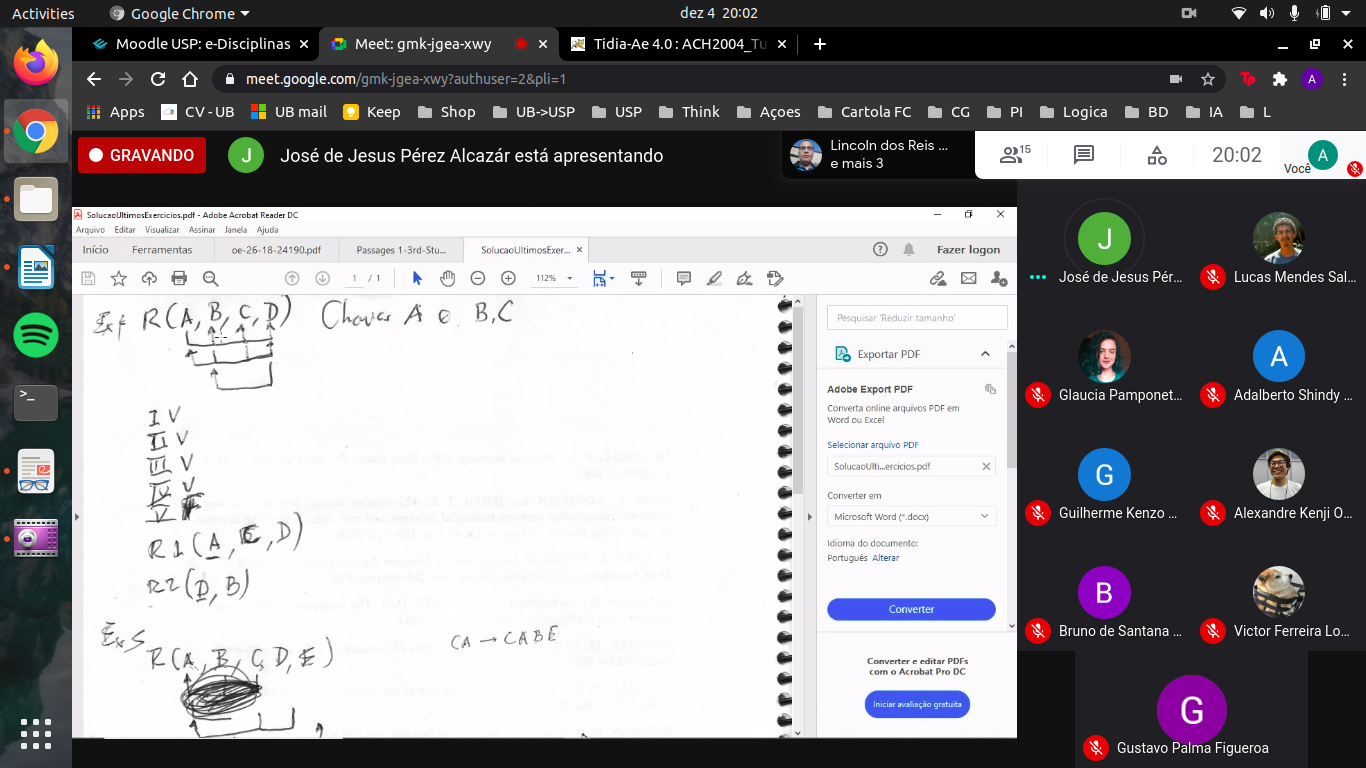 Activities
Google Chrome
dez 4 20:02
Moodle USP: e-Disciplinas
Meet: gmk-jgea-xwy
Tidia-Ae 4.0 : ACH2004_Tu
meet.google.com/gmk-jgea-xwy?authuser=2&pli=1
Apps
CV - UB
UB mail
Keep
Shop
UB->USP
USP
Think
Açoes
Cartola FC
CG
PI
Logica
BD
IA
L
GRAVANDO
J
José de Jesus Pérez Alcazár está apresentando
Lincoln dos Reis ...
e mais 3
15
20:02
Você
A
SolucaoUltimosExercicios.pdf - Adobe Acrobat Reader DC
Arquivo Editar Visualizar Assinar Janela Ajuda
Início
Ferramentas
oe-26-18-24190.pdf
Passages 1-3rd-Stu...
SolucaoUltimosExer...
Fazer logon
1 / 1
112%
R(A, B, C, D) Chaves A e B, C
I V
II V
III V
IV V
V F
R1(A, C, D)
R2(D, B)
Ex 5
R(A, B, C, D, E)
CA → CABE
Pesquisar 'Reduzir tamanho'
Exportar PDF
Adobe Export PDF
Converta online arquivos PDF em
Word ou Excel
Selecionar arquivo PDF
SolucaoUlti...ercicios.pdf
Converter em
Microsoft Word (*.docx)
Idioma do documento:
Português Alterar
Converter
Converter e editar PDFs
com o Acrobat Pro DC
Iniciar avaliação gratuita
J
José de Jesus Pér...
Lucas Mendes Sal...
Glaucia Pamponet...
A
Adalberto Shindy ...
G
Guilherme Kenzo ...
Alexandre Kenji O...
B
Bruno de Santana ...
Victor Ferreira Lo...
G
Gustavo Palma Figueroa